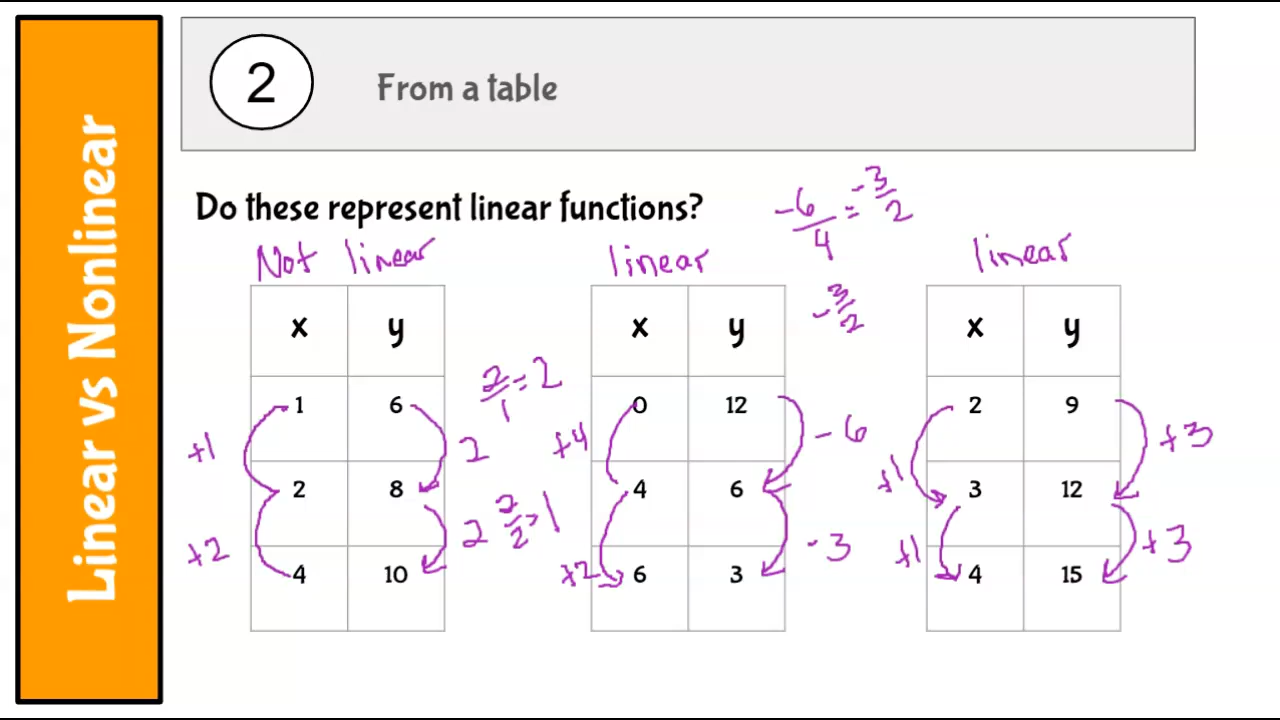 Linear vs Nonlinear
2
From a table
Do these represent linear functions?
-6/4 = -3/2
-3/2
Not linear
x y
1 6
2 8
4 10
+1
+2
2
2
2/1 = 2
2/2 = 1
linear
x y
0 12
4 6
6 3
+4
+2
-6
-3
linear
x y
2 9
3 12
4 15
+1
+1
+3
+3